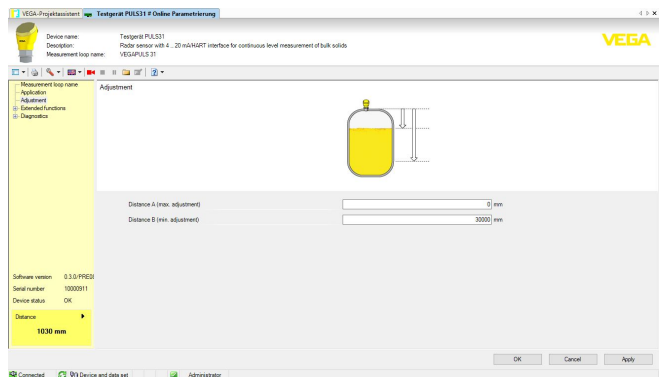 VEGA-Projektassistent
Testgerät PULS31 # Online Parametrierung
Device name: Testgerät PULS31
Description: Radar sensor with 4 .. 20 mA/HART interface for continuous level measurement of bulk solids
Measurement loop name: VEGAPULS 31
VEGA
Measurement loop name
Application
Adjustment
Extended functions
Diagnostics
Adjustment
Distance A (max. adjustment) 0 mm
Distance B (min. adjustment) 30000 mm
Software version 0.3.0/PRE0
Serial number 10000911
Device status OK
Distance
1030 mm
OK Cancel Apply
Connected Device and data set Administrator